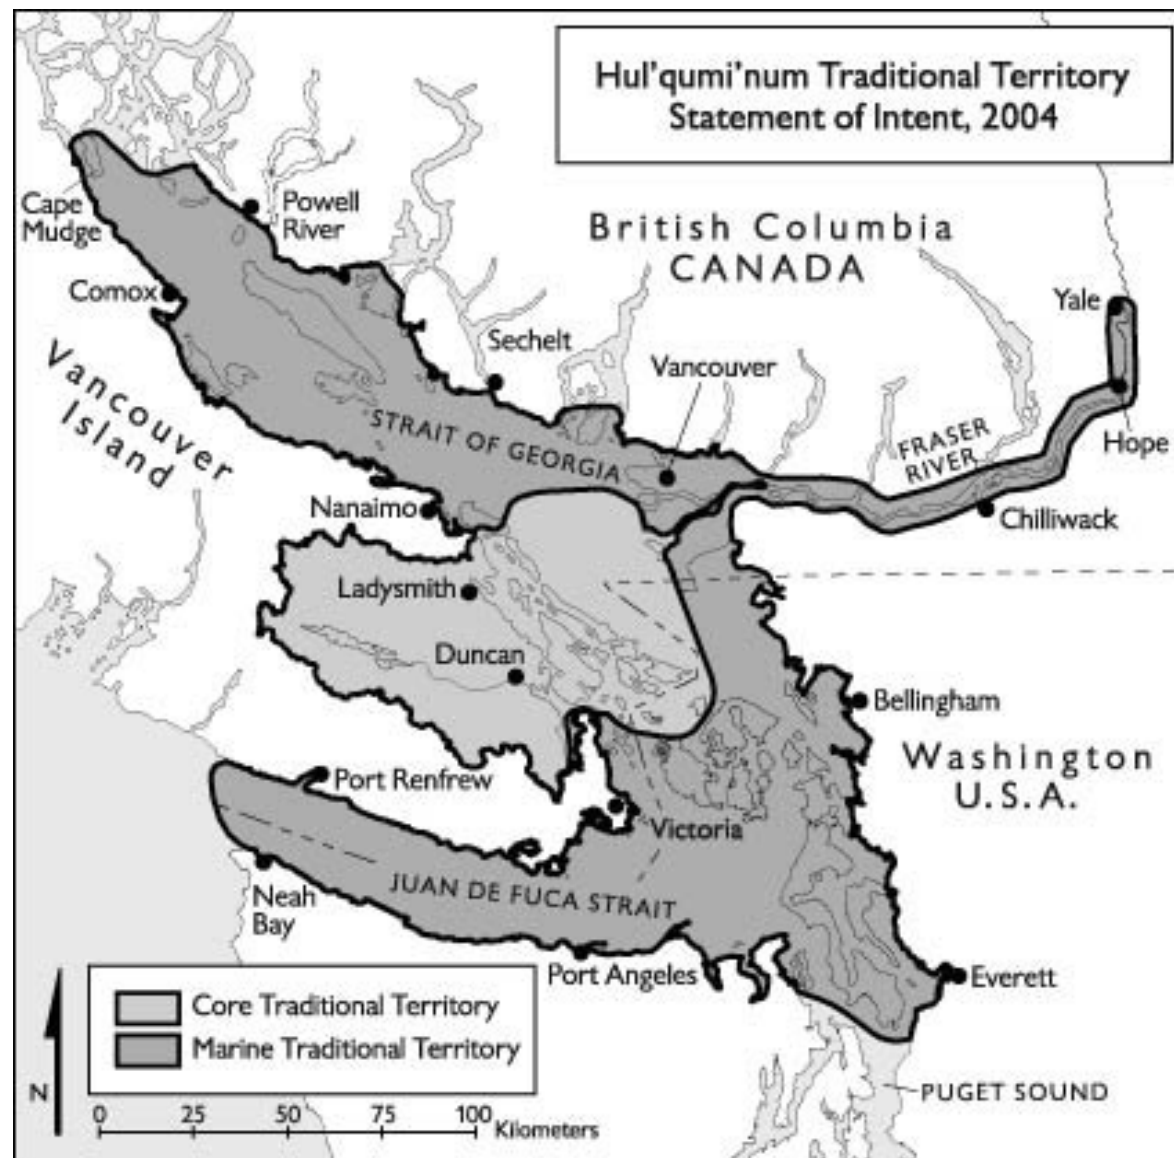 Hul'qumi'num Traditional Territory
Statement of Intent, 2004
Cape
Mudge
Powell
River
British Columbia
CANADA
Comox
Yale
Sechelt
Vancouver
Vancouver
Island
STRAIT OF GEORGIA
FRASER
RIVER
Hope
Nanaimo
Chilliwack
Ladysmith
Duncan
Bellingham
Washington
U.S.A.
Port Renfrew
Victoria
JUAN DE FUCA STRAIT
Neah
Bay
Port Angeles
Everett
Core Traditional Territory
Marine Traditional Territory
PUGET SOUND
N
0 25 50 75 100
Kilometers